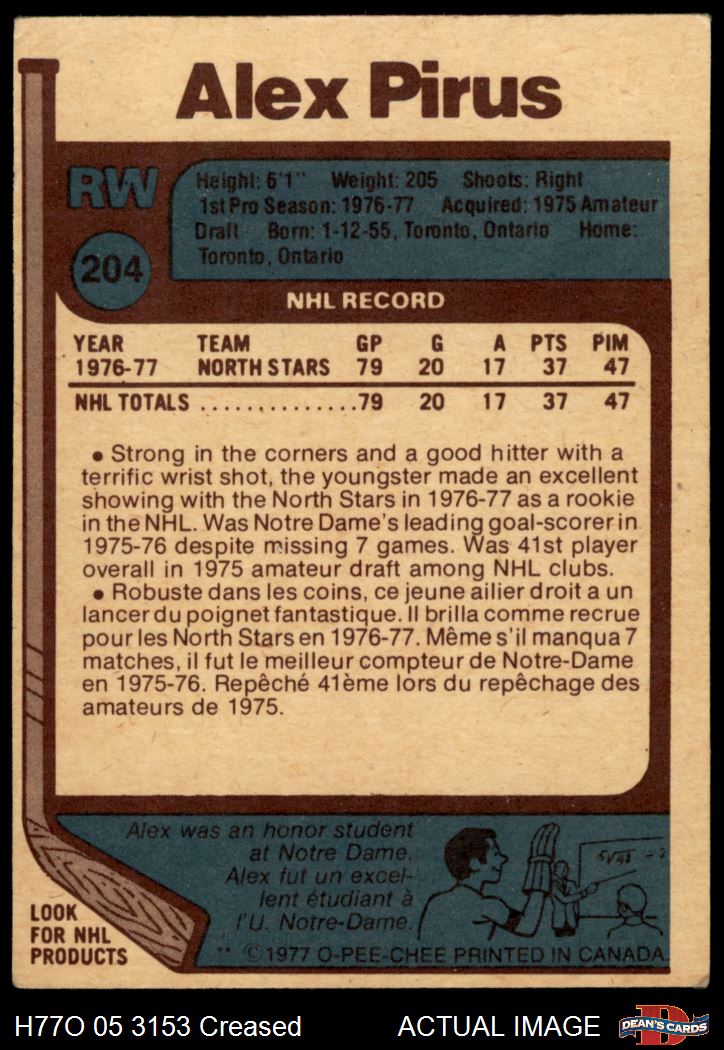 Alex Pirus
RW
204
Height: 6'1" Weight: 205 Shoots: Right
1st Pro Season: 1976-77 Acquired: 1975 Amateur
Draft Born: 1-12-55, Toronto, Ontario Home:
Toronto, Ontario
NHL RECORD
YEAR TEAM GP G A PTS PIM
1976-77 NORTH STARS 79 20 17 37 47
NHL TOTALS ..............79 20 17 37 47
● Strong in the corners and a good hitter with a
terrific wrist shot, the youngster made an excellent
showing with the North Stars in 1976-77 as a rookie
in the NHL. Was Notre Dame's leading goal-scorer in
1975-76 despite missing 7 games. Was 41st player
overall in 1975 amateur draft among NHL clubs.
● Robuste dans les coins, ce jeune ailier droit a un
lancer du poignet fantastique. Il brilla comme recrue
pour les North Stars en 1976-77. Même s'il manqua 7
matches, il fut le meilleur compteur de Notre-Dame
en 1975-76. Repêché 41ème lors du repêchage des
amateurs de 1975.
Alex was an honor student
at Notre Dame.
Alex fut un excel-
lent étudiant à
l'U. Notre-Dame.
LOOK
FOR NHL
PRODUCTS
** ©1977 O-PEE-CHEE PRINTED IN CANADA
H77O 05 3153 Creased ACTUAL IMAGE
D
DEAN'S CARDS